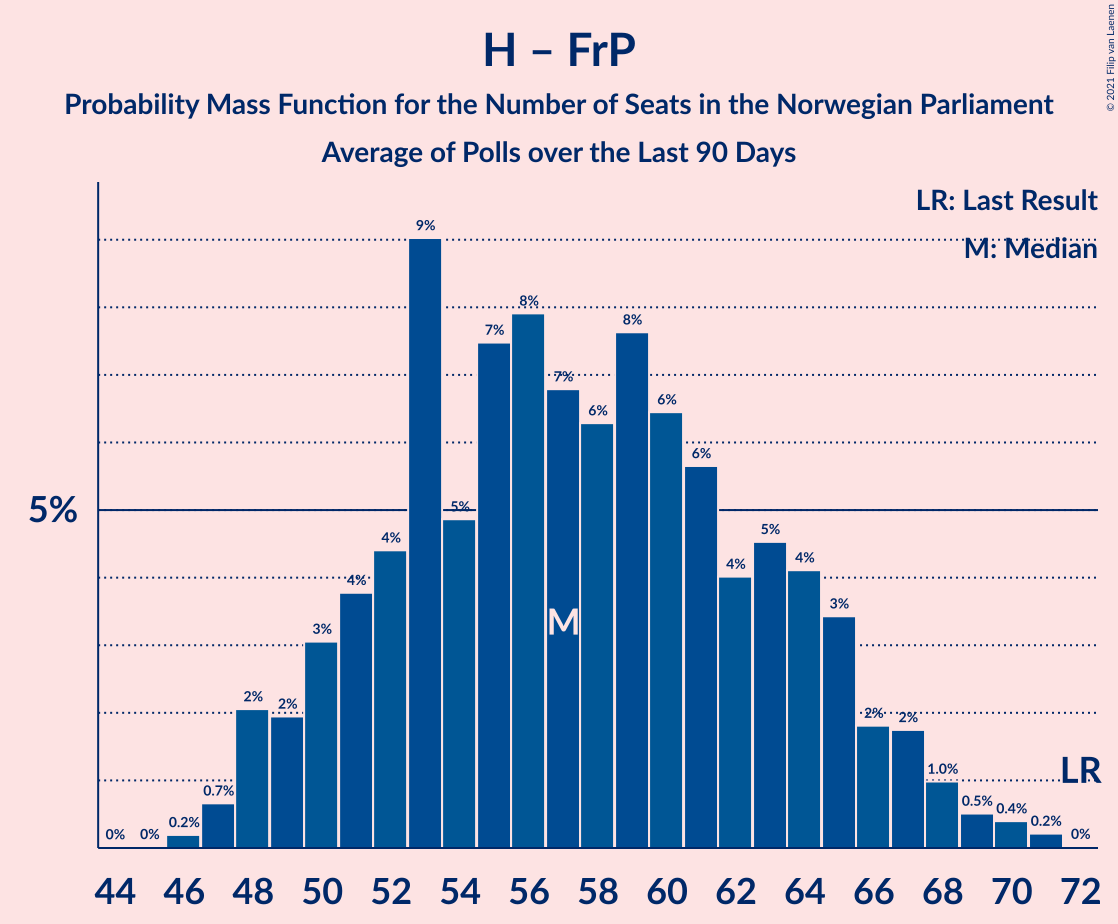 H – FrP
Probability Mass Function for the Number of Seats in the Norwegian Parliament
Average of Polls over the Last 90 Days
© 2021 Filip van Laenen
LR: Last Result
M: Median
5%
0% 0% 0.2% 0.7% 2% 2% 3% 4% 4% 9% 5% 7% 8% 7% 6% 8% 6% 6% 4% 5% 4% 3% 2% 2% 1.0% 0.5% 0.4% 0.2% 0%
M
LR
44 46 48 50 52 54 56 58 60 62 64 66 68 70 72